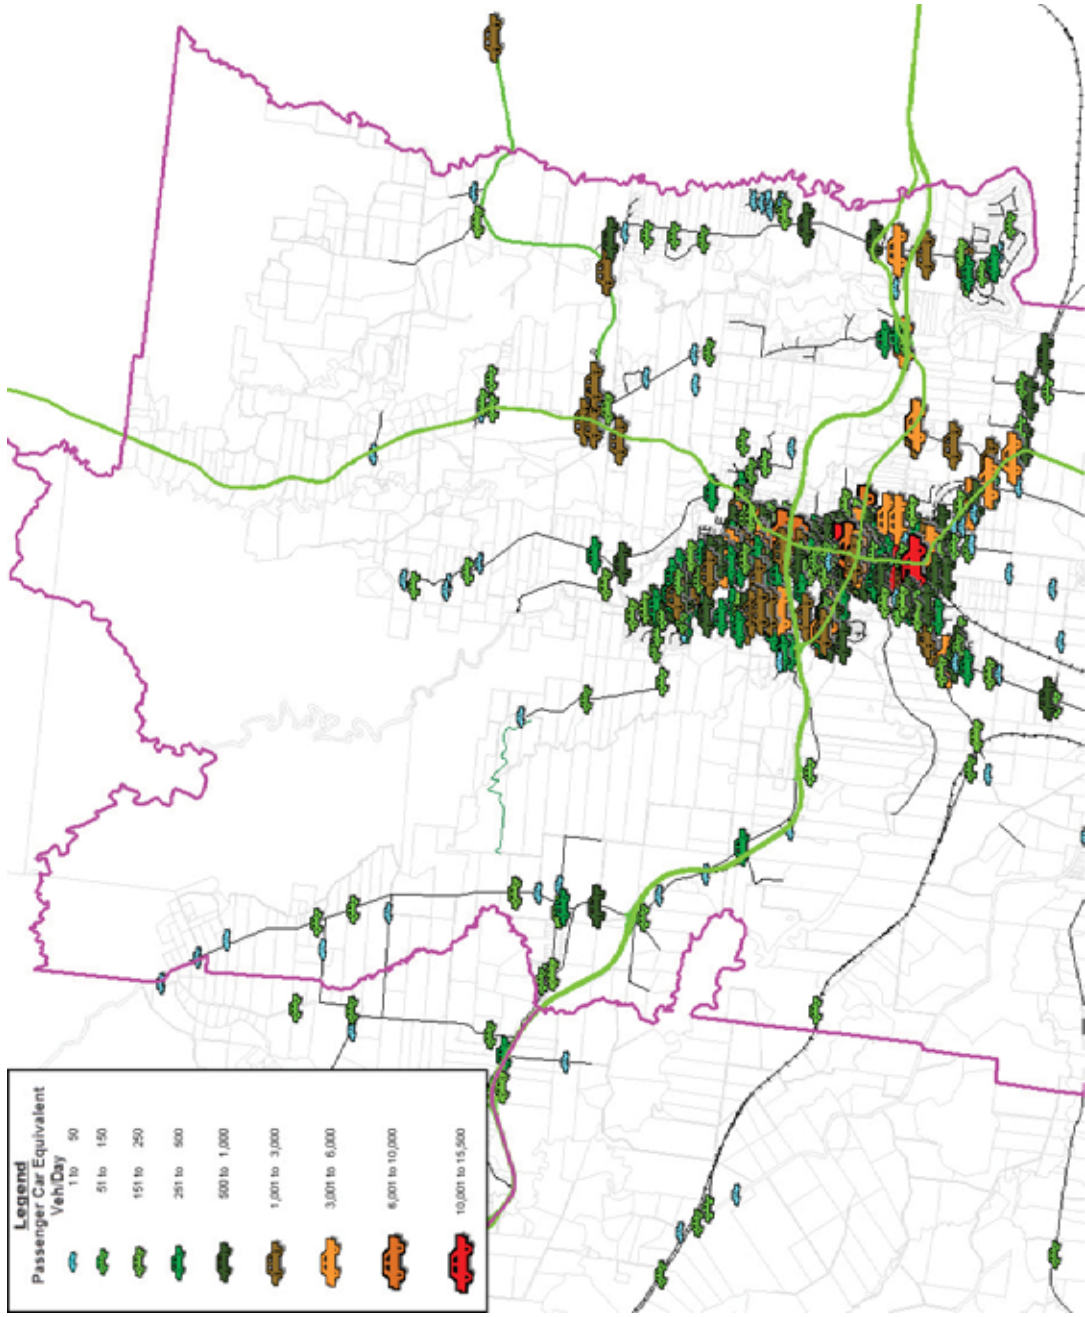 Legend
Passenger Car Equivalent
Veh/Day
1 to 50
51 to 150
151 to 250
251 to 500
500 to 1,000
1,001 to 3,000
3,001 to 6,000
6,001 to 10,000
10,001 to 15,500